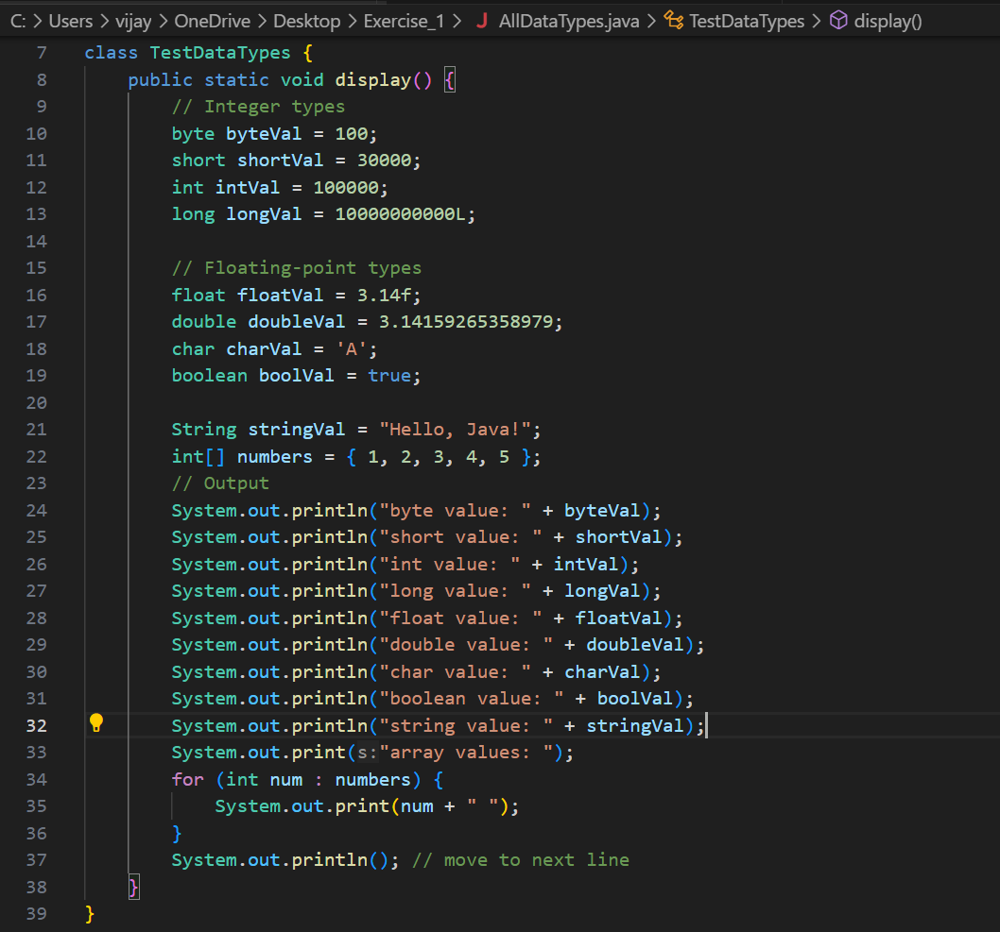 C: > Users > vijay > OneDrive > Desktop > Exercise_1 > J AllDataTypes.java > TestDataTypes > display()
7 class TestDataTypes {
8     public static void display() {
9         // Integer types
10         byte byteVal = 100;
11         short shortVal = 30000;
12         int intVal = 100000;
13         long longVal = 10000000000L;
14
15         // Floating-point types
16         float floatVal = 3.14f;
17         double doubleVal = 3.14159265358979;
18         char charVal = 'A';
19         boolean boolVal = true;
20
21         String stringVal = "Hello, Java!";
22         int[] numbers = { 1, 2, 3, 4, 5 };
23         // Output
24         System.out.println("byte value: " + byteVal);
25         System.out.println("short value: " + shortVal);
26         System.out.println("int value: " + intVal);
27         System.out.println("long value: " + longVal);
28         System.out.println("float value: " + floatVal);
29         System.out.println("double value: " + doubleVal);
30         System.out.println("char value: " + charVal);
31         System.out.println("boolean value: " + boolVal);
32         System.out.println("string value: " + stringVal);
33         System.out.print(s:"array values: ");
34         for (int num : numbers) {
35             System.out.print(num + " ");
36         }
37         System.out.println(); // move to next line
38     }
39 }